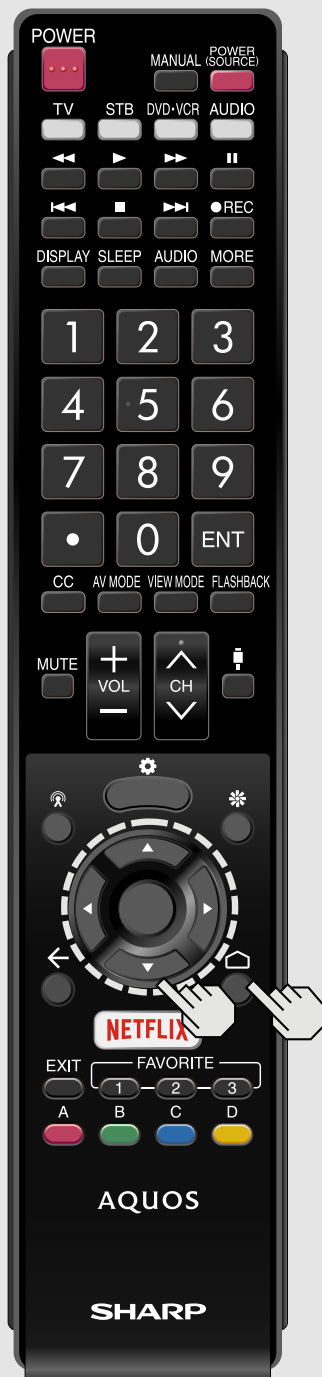 POWER
MANUAL POWER (SOURCE)
TV STB DVD•VCR AUDIO
●REC
DISPLAY SLEEP AUDIO MORE
1 2 3
4 5 6
7 8 9
• 0 ENT
CC AV MODE VIEW MODE FLASHBACK
MUTE + VOL − CH
NETFLIX
EXIT FAVORITE
1 2 3
A B C D
AQUOS
SHARP